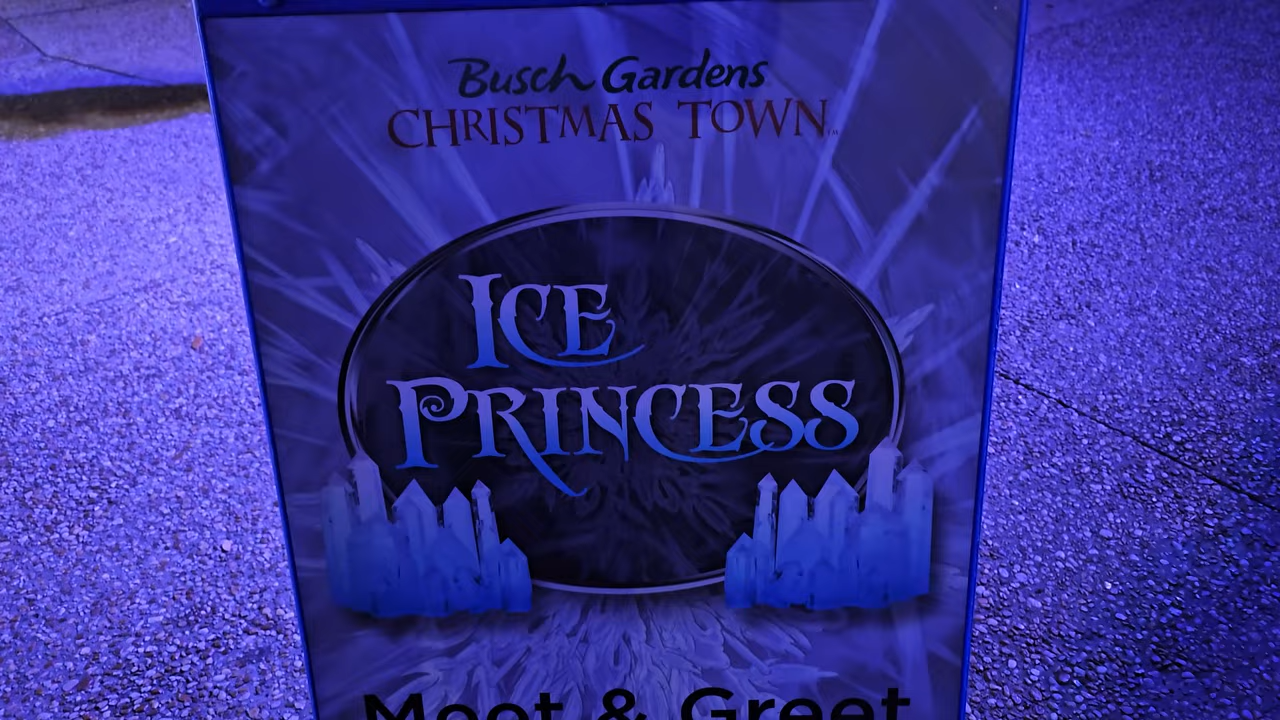 Busch Gardens
CHRISTMAS TOWN
ICE
PRINCESS
Meet & Greet